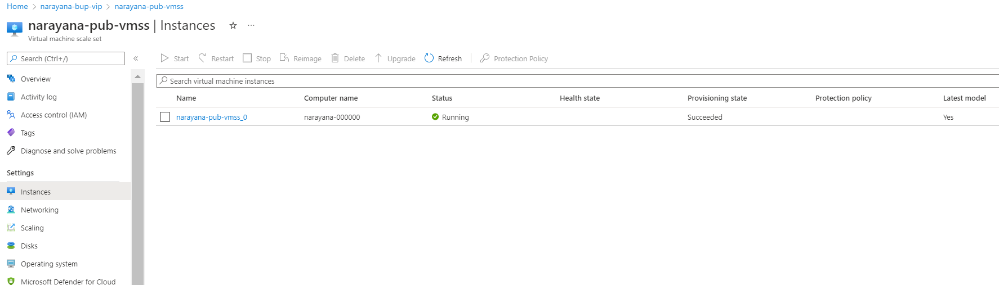 Home > narayana-bup-vip > narayana-pub-vmss
narayana-pub-vmss | Instances
Virtual machine scale set
Search (Ctrl+/)
Start Restart Stop Reimage Delete Upgrade Refresh Protection Policy
Overview
Activity log
Access control (IAM)
Tags
Diagnose and solve problems
Settings
Instances
Networking
Scaling
Disks
Operating system
Microsoft Defender for Cloud
Search virtual machine instances
Name Computer name Status Health state Provisioning state Protection policy Latest model
narayana-pub-vmss_0 narayana-000000 Running Succeeded Yes